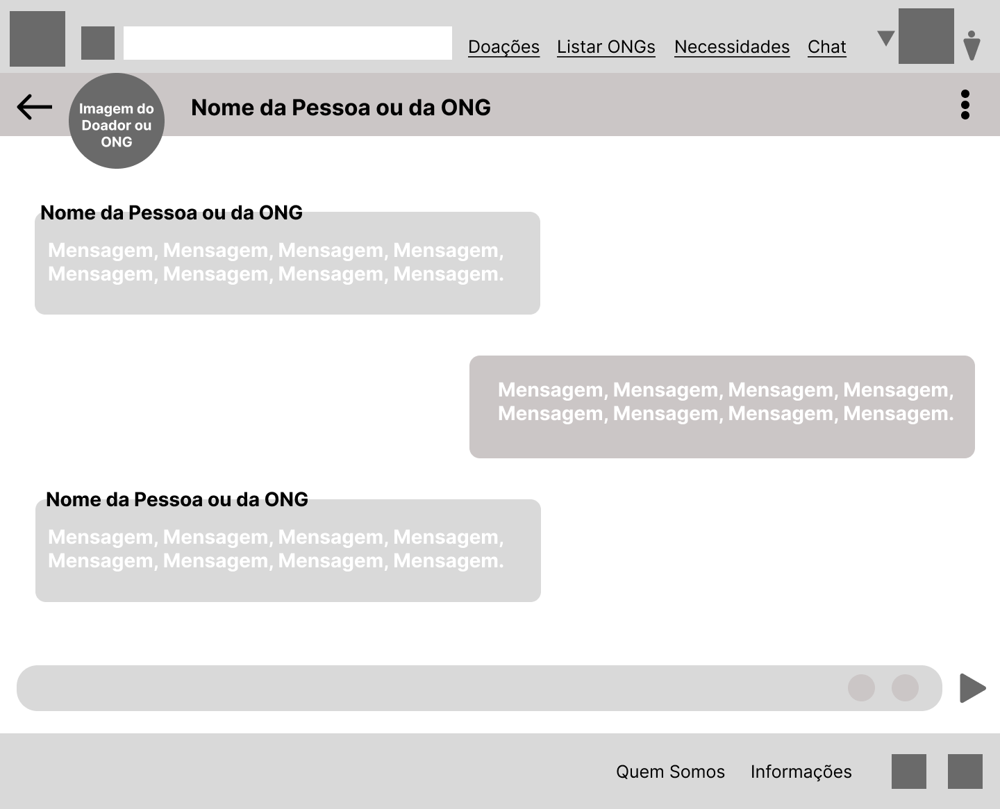 Doações Listar ONGs Necessidades Chat
Imagem do
Doador ou
ONG
Nome da Pessoa ou da ONG
Nome da Pessoa ou da ONG
Mensagem, Mensagem, Mensagem, Mensagem,
Mensagem, Mensagem, Mensagem, Mensagem.
Mensagem, Mensagem, Mensagem, Mensagem,
Mensagem, Mensagem, Mensagem, Mensagem.
Nome da Pessoa ou da ONG
Mensagem, Mensagem, Mensagem, Mensagem,
Mensagem, Mensagem, Mensagem, Mensagem.
Quem Somos Informações